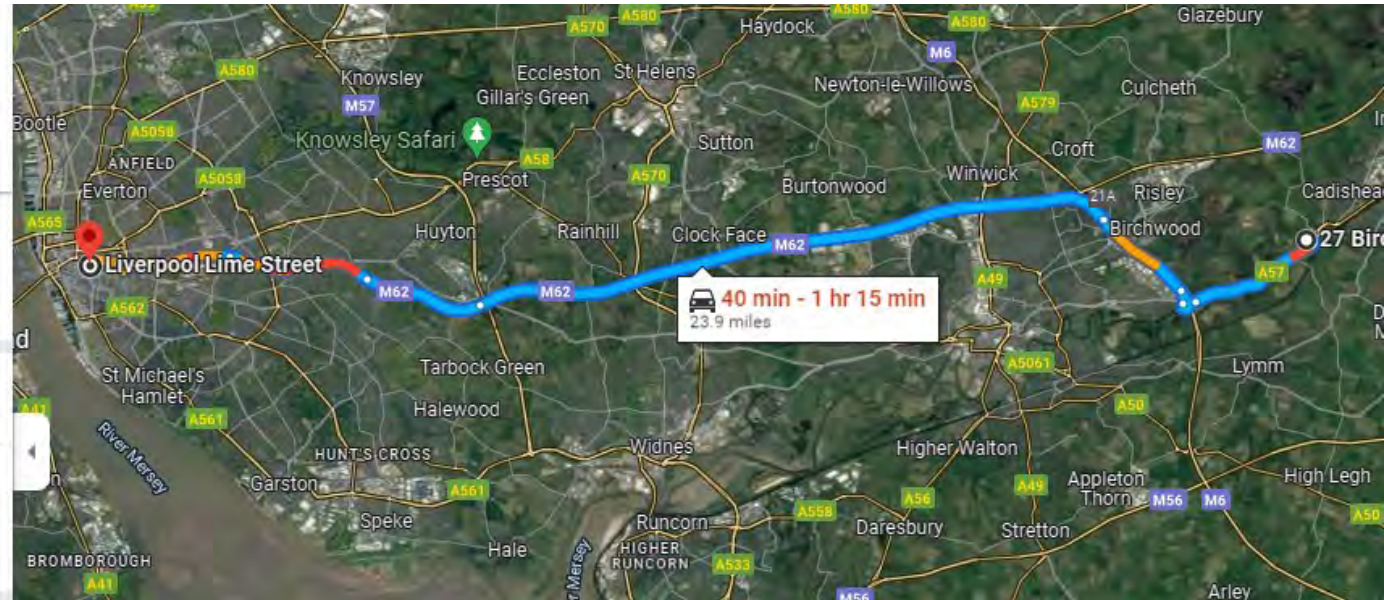 A580
A570
A580
Haydock
A580
A580
Glazebury
M6
A580
Knowsley
Eccleston
St Helens
Gillar's Green
Newton-le-Willows
Culcheth
M57
A579
Bootle
A5058
Knowsley Safari
Sutton
Croft
M62
ANFIELD
A58
A5058
Prescot
A570
Burtonwood
Winwick
Risley
Everton
21A
A565
Huyton
Rainhill
Clock Face
M62
Birchwood
Liverpool Lime Street
27
A57
M62
M62
A49
40 min - 1 hr 15 min
23.9 miles
A562
St Michael's
Hamlet
Tarbock Green
A5061
Lymm
A41
A561
Halewood
A50
River Mersey
HUNT'S CROSS
Widnes
Higher Walton
Garston
A561
A56
A49
Appleton
Thorn
M56
M6
High Legh
Speke
Runcorn
A558
Daresbury
Stretton
A50
BROMBOROUGH
Hale
Mersey
HIGHER
RUNCORN
A533
A41
M56
Arley